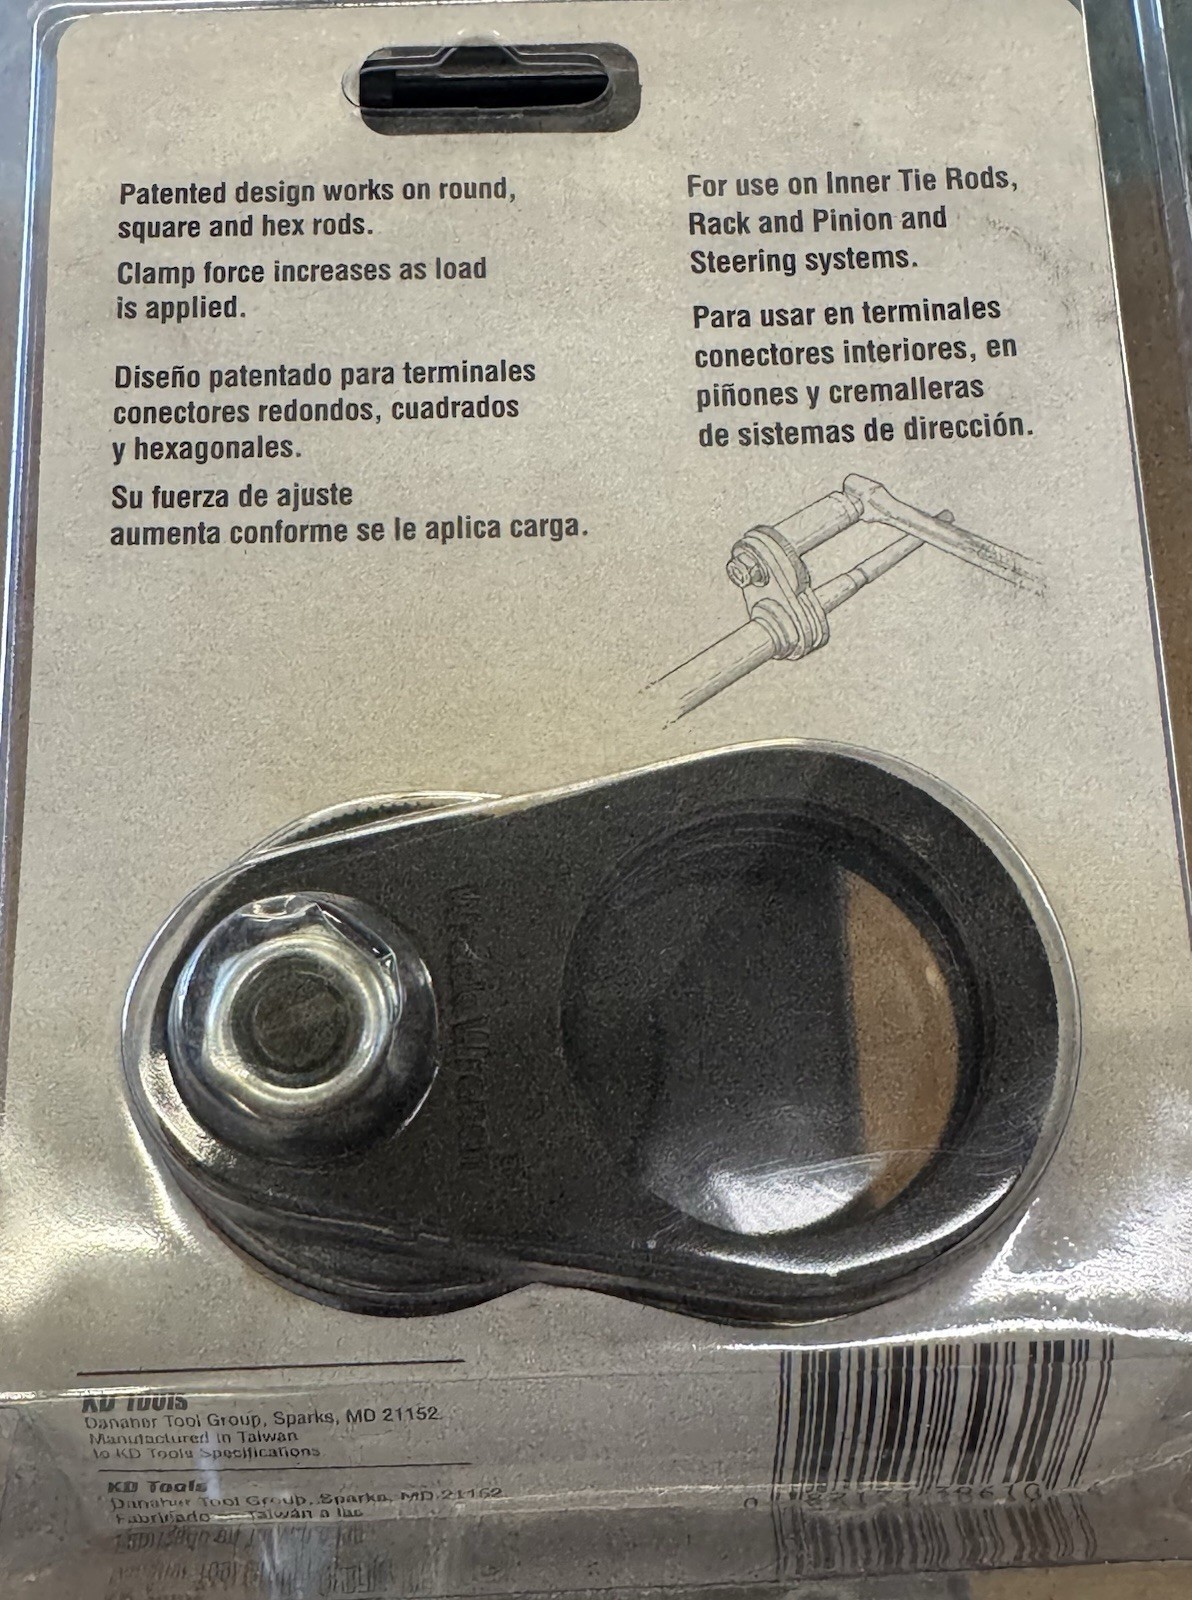 Patented design works on round,
square and hex rods.
Clamp force increases as load
is applied.
Diseño patentado para terminales
conectores redondos, cuadrados
y hexagonales.
Su fuerza de ajuste
aumenta conforme se le aplica carga.
For use on Inner Tie Rods,
Rack and Pinion and
Steering systems.
Para usar en terminales
conectores interiores, en
piñones y cremalleras
de sistemas de dirección.
KD Tools
Danaher Tool Group, Sparks, MD 21152
Manufactured in Taiwan
to KD Tools Specifications
KD Tools
Danaher Tool Group, Sparks, MD 21152
Fabricado Taiwán a las